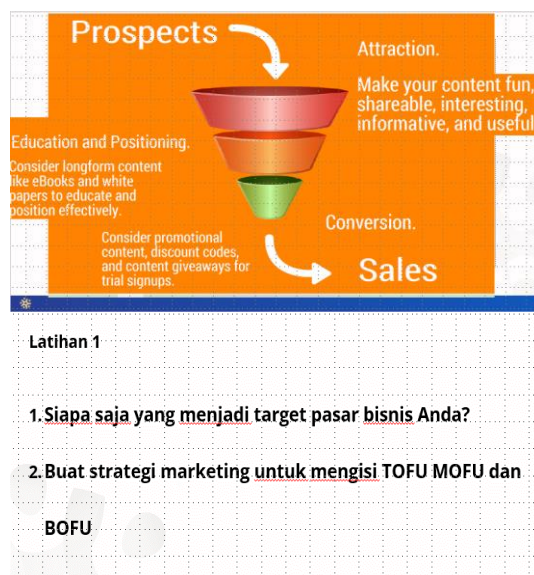 Prospects
Attraction.
Make your content fun,
shareable, interesting,
informative, and useful
Education and Positioning.
Consider longform content
like eBooks and white
papers to educate and
position effectively.
Conversion.
Consider promotional
content, discount codes,
and content giveaways for
trial signups.
Sales
Latihan 1
1. Siapa saja yang menjadi target pasar bisnis Anda?
2. Buat strategi marketing untuk mengisi TOFU MOFU dan
BOFU